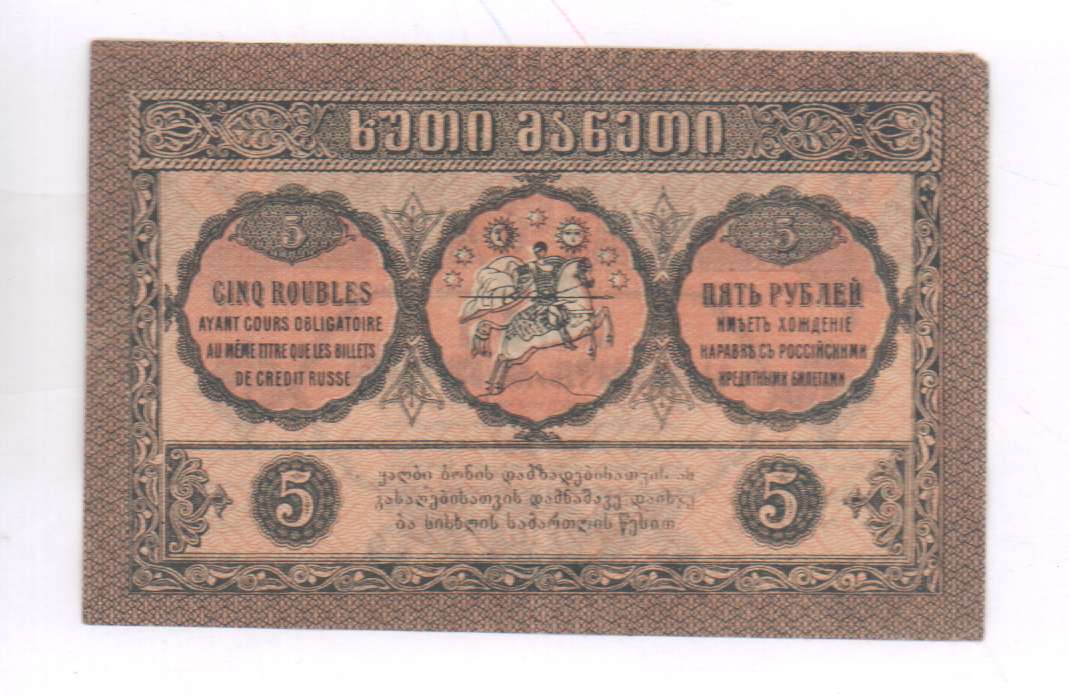 ხუთი მანეთი
5
CINQ ROUBLES
AYANT COURS OBLIGATOIRE
AU MÊME TITRE QUE LES BILLETS
DE CREDIT RUSSE
5
ПЯТЬ РУБЛЕЙ
ИМѢЕТЪ ХОЖДЕНІЕ
НАРАВНѢ СЪ РОССІЙСКИМИ
КРЕДИТНЫМИ БИЛЕТАМИ
5
ყალბი ბონის დამზადებისათვის ან
გასაღებისათვის დამნაშავე დაისჯე
ბა სისხლის სამართლის წესით
5